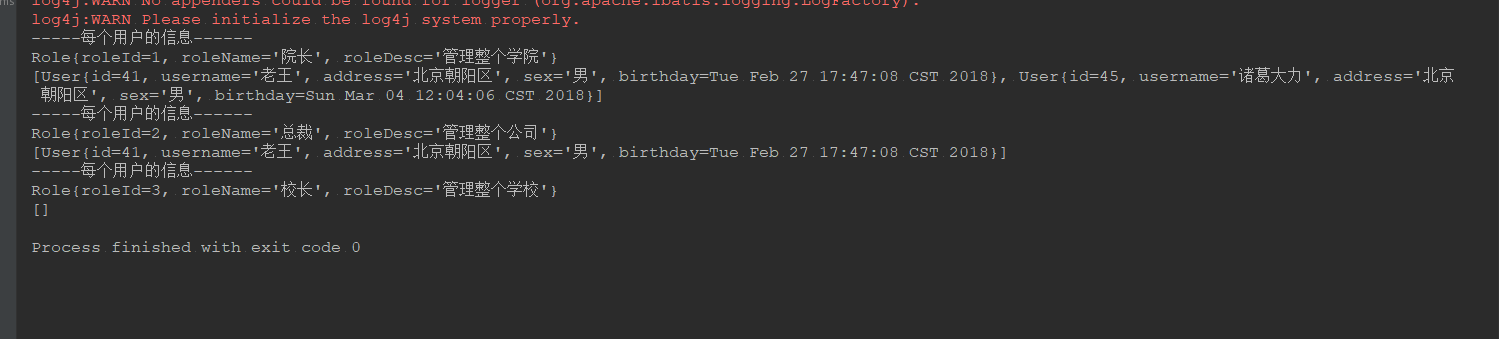 ms
log4j:WARN No appenders could be found for logger (org.apache.ibatis.logging.LogFactory).
log4j:WARN Please initialize the log4j system properly.
-----每个用户的信息------
Role{roleId=1, roleName='院长', roleDesc='管理整个学院'}
[User{id=41, username='老王', address='北京朝阳区', sex='男', birthday=Tue Feb 27 17:47:08 CST 2018}, User{id=45, username='诸葛大力', address='北京
朝阳区', sex='男', birthday=Sun Mar 04 12:04:06 CST 2018}]
-----每个用户的信息------
Role{roleId=2, roleName='总裁', roleDesc='管理整个公司'}
[User{id=41, username='老王', address='北京朝阳区', sex='男', birthday=Tue Feb 27 17:47:08 CST 2018}]
-----每个用户的信息------
Role{roleId=3, roleName='校长', roleDesc='管理整个学校'}
[]
Process finished with exit code 0